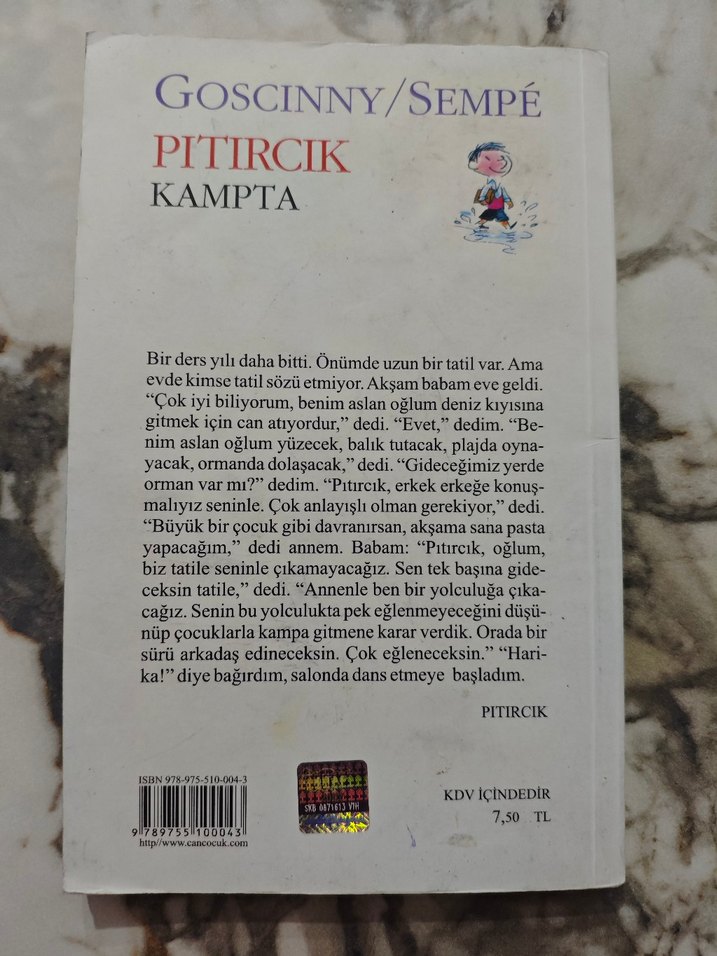 GOSCINNY/SEMPÉ
PITIRCIK
KAMPTA
Bir ders yılı daha bitti. Önümde uzun bir tatil var. Ama
evde kimse tatil sözü etmiyor. Akşam babam eve geldi.
“Çok iyi biliyorum, benim aslan oğlum deniz kıyısına
gitmek için can atıyordur,” dedi. “Evet,” dedim. “Be-
nim aslan oğlum yüzecek, balık tutacak, plajda oyna-
yacak, ormanda dolaşacak,” dedi. “Gideceğimiz yerde
orman var mı?” dedim. “Pıtırcık, erkek erkeğe konuş-
malıyız seninle. Çok anlayışlı olman gerekiyor,” dedi.
“Büyük bir çocuk gibi davranırsan, akşama sana pasta
yapacağım,” dedi annem. Babam: “Pıtırcık, oğlum,
biz tatile seninle çıkamayacağız. Sen tek başına gide-
ceksin tatile,” dedi. “Annenle ben bir yolculuğa çıka-
cağız. Senin bu yolculukta pek eğlenmeyeceğini düşü-
nüp çocuklarla kampa gitmene karar verdik. Orada bir
sürü arkadaş edineceksin. Çok eğleneceksin.” “Hari-
ka!” diye bağırdım, salonda dans etmeye başladım.
PITIRCIK
ISBN 978-975-510-004-3
9 789755 100043
http//www.cancocuk.com
SKB 0871613 VTH
KDV İÇİNDEDİR
7,50 TL